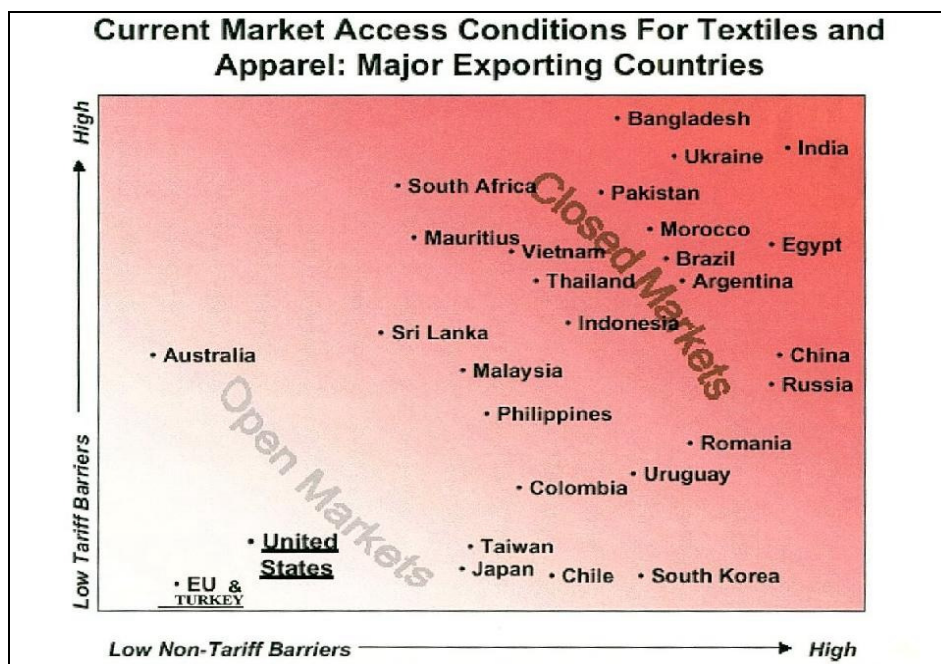 Current Market Access Conditions For Textiles and
Apparel: Major Exporting Countries
High
Low Tariff Barriers
• Bangladesh
• India
• Ukraine
• South Africa
• Pakistan
• Morocco
• Mauritius
• Egypt
• Vietnam
• Brazil
• Thailand
• Argentina
• Indonesia
• Sri Lanka
• Australia
• China
• Malaysia
• Russia
• Philippines
• Romania
• Uruguay
• Colombia
• United
States
• Taiwan
• Japan
• Chile
• South Korea
• EU &
TURKEY
Closed Markets
Open Markets
Low Non-Tariff Barriers
High